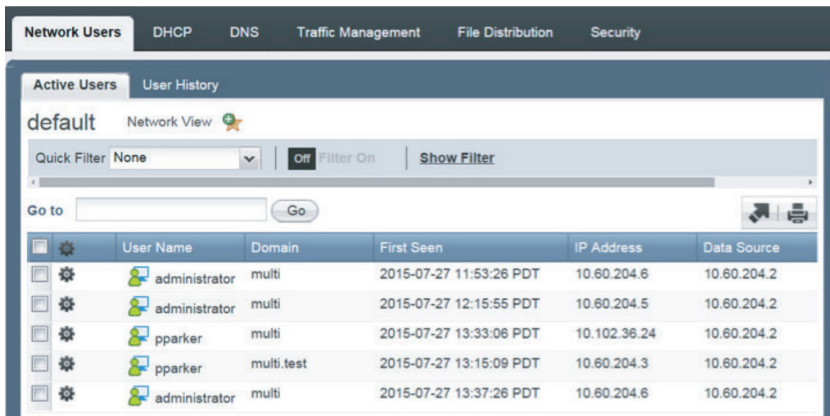 Network Users DHCP DNS Traffic Management File Distribution Security
Active Users User History
default Network View
Quick Filter None Off Filter On Show Filter
Go to Go
User Name Domain First Seen IP Address Data Source
administrator multi 2015-07-27 11:53:26 PDT 10.60.204.6 10.60.204.2
administrator multi 2015-07-27 12:15:55 PDT 10.60.204.5 10.60.204.2
pparker multi 2015-07-27 13:33:06 PDT 10.102.36.24 10.60.204.2
pparker multi.test 2015-07-27 13:15:09 PDT 10.60.204.3 10.60.204.2
administrator multi 2015-07-27 13:37:26 PDT 10.60.204.6 10.60.204.2